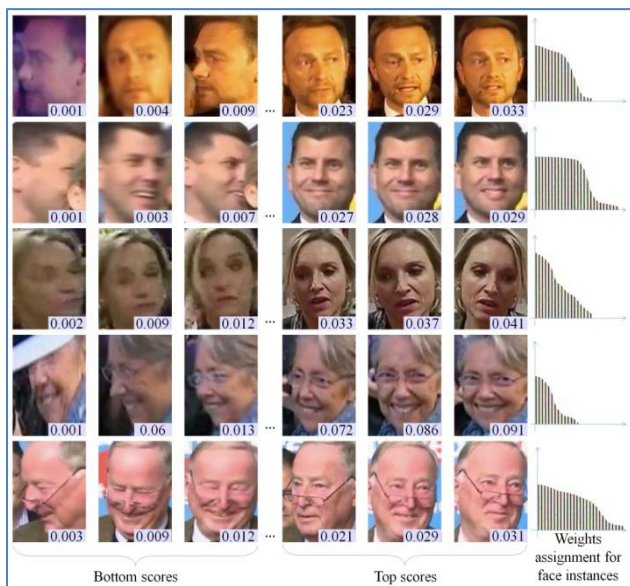 0.001 0.004 0.009 ... 0.023 0.029 0.033
0.001 0.003 0.007 0.027 0.028 0.029
0.002 0.009 0.012 ... 0.033 0.037 0.041
0.001 0.06 0.013 ... 0.072 0.086 0.091
0.003 0.009 0.012 ... 0.021 0.029 0.031
Bottom scores
Top scores
Weights
assignment for
face instances